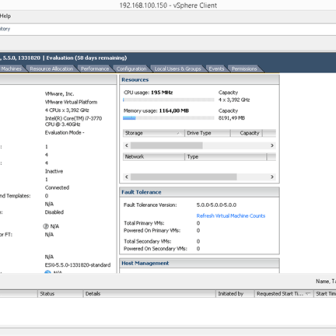 192.168.100.150 - vSphere Client
Help
5.5.0, 1331820 | Evaluation (58 days remaining)
Machines Resource Allocation Performance Configuration Local Users & Groups Events Permissions
Resources
VMware, Inc.
VMware Virtual Platform
4 CPUs x 3,392 GHz
Intel(R) Core(TM) i7-3770
CPU @ 3.40GHz
Evaluation Mode -
4
1
4
4
Inactive
1
Connected
nd Templates: 0
N/A
Disabled
N/A
or FT: N/A
N/A
ESXi-5.5.0-1331820-standard
CPU usage: 195 MHz Capacity
4 x 3,392 GHz
Memory usage: 1164,00 MB Capacity
8191,49 MB
Storage Drive Type Capacity
Network Type
Fault Tolerance
Fault Tolerance Version: 5.0.0-5.0.0-5.0.0
Refresh Virtual Machine Counts
Total Primary VMs: 0
Powered On Primary VMs: 0
Total Secondary VMs: 0
Powered On Secondary VMs: 0
Host Management
Status Details Initiated by Requested Start Ti...